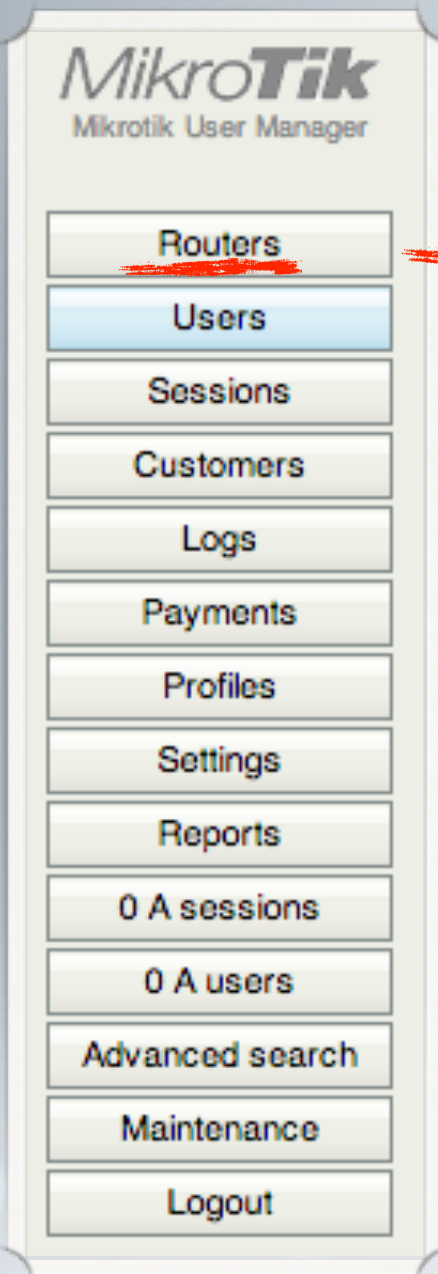 MikroTik
Mikrotik User Manager
Routers
Users
Sessions
Customers
Logs
Payments
Profiles
Settings
Reports
0 A sessions
0 A users
Advanced search
Maintenance
Logout